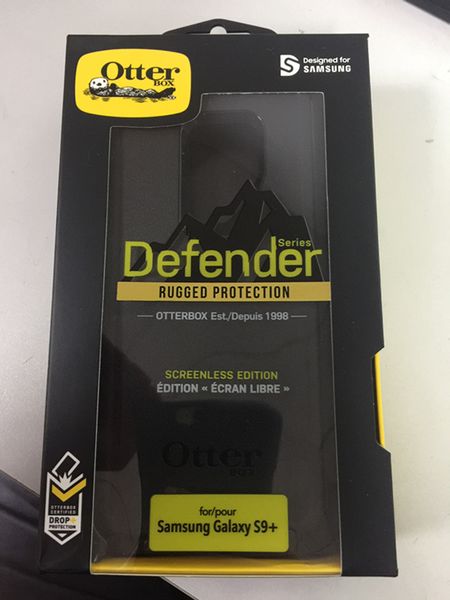 Otter
BOX
Designed for
SAMSUNG
Series
Defender
RUGGED PROTECTION
OTTERBOX Est./Depuis 1998
SCREENLESS EDITION
ÉDITION « ÉCRAN LIBRE »
Otter
BOX
OTTERBOX
CERTIFIED
DROP+
PROTECTION
for/pour
Samsung Galaxy S9+